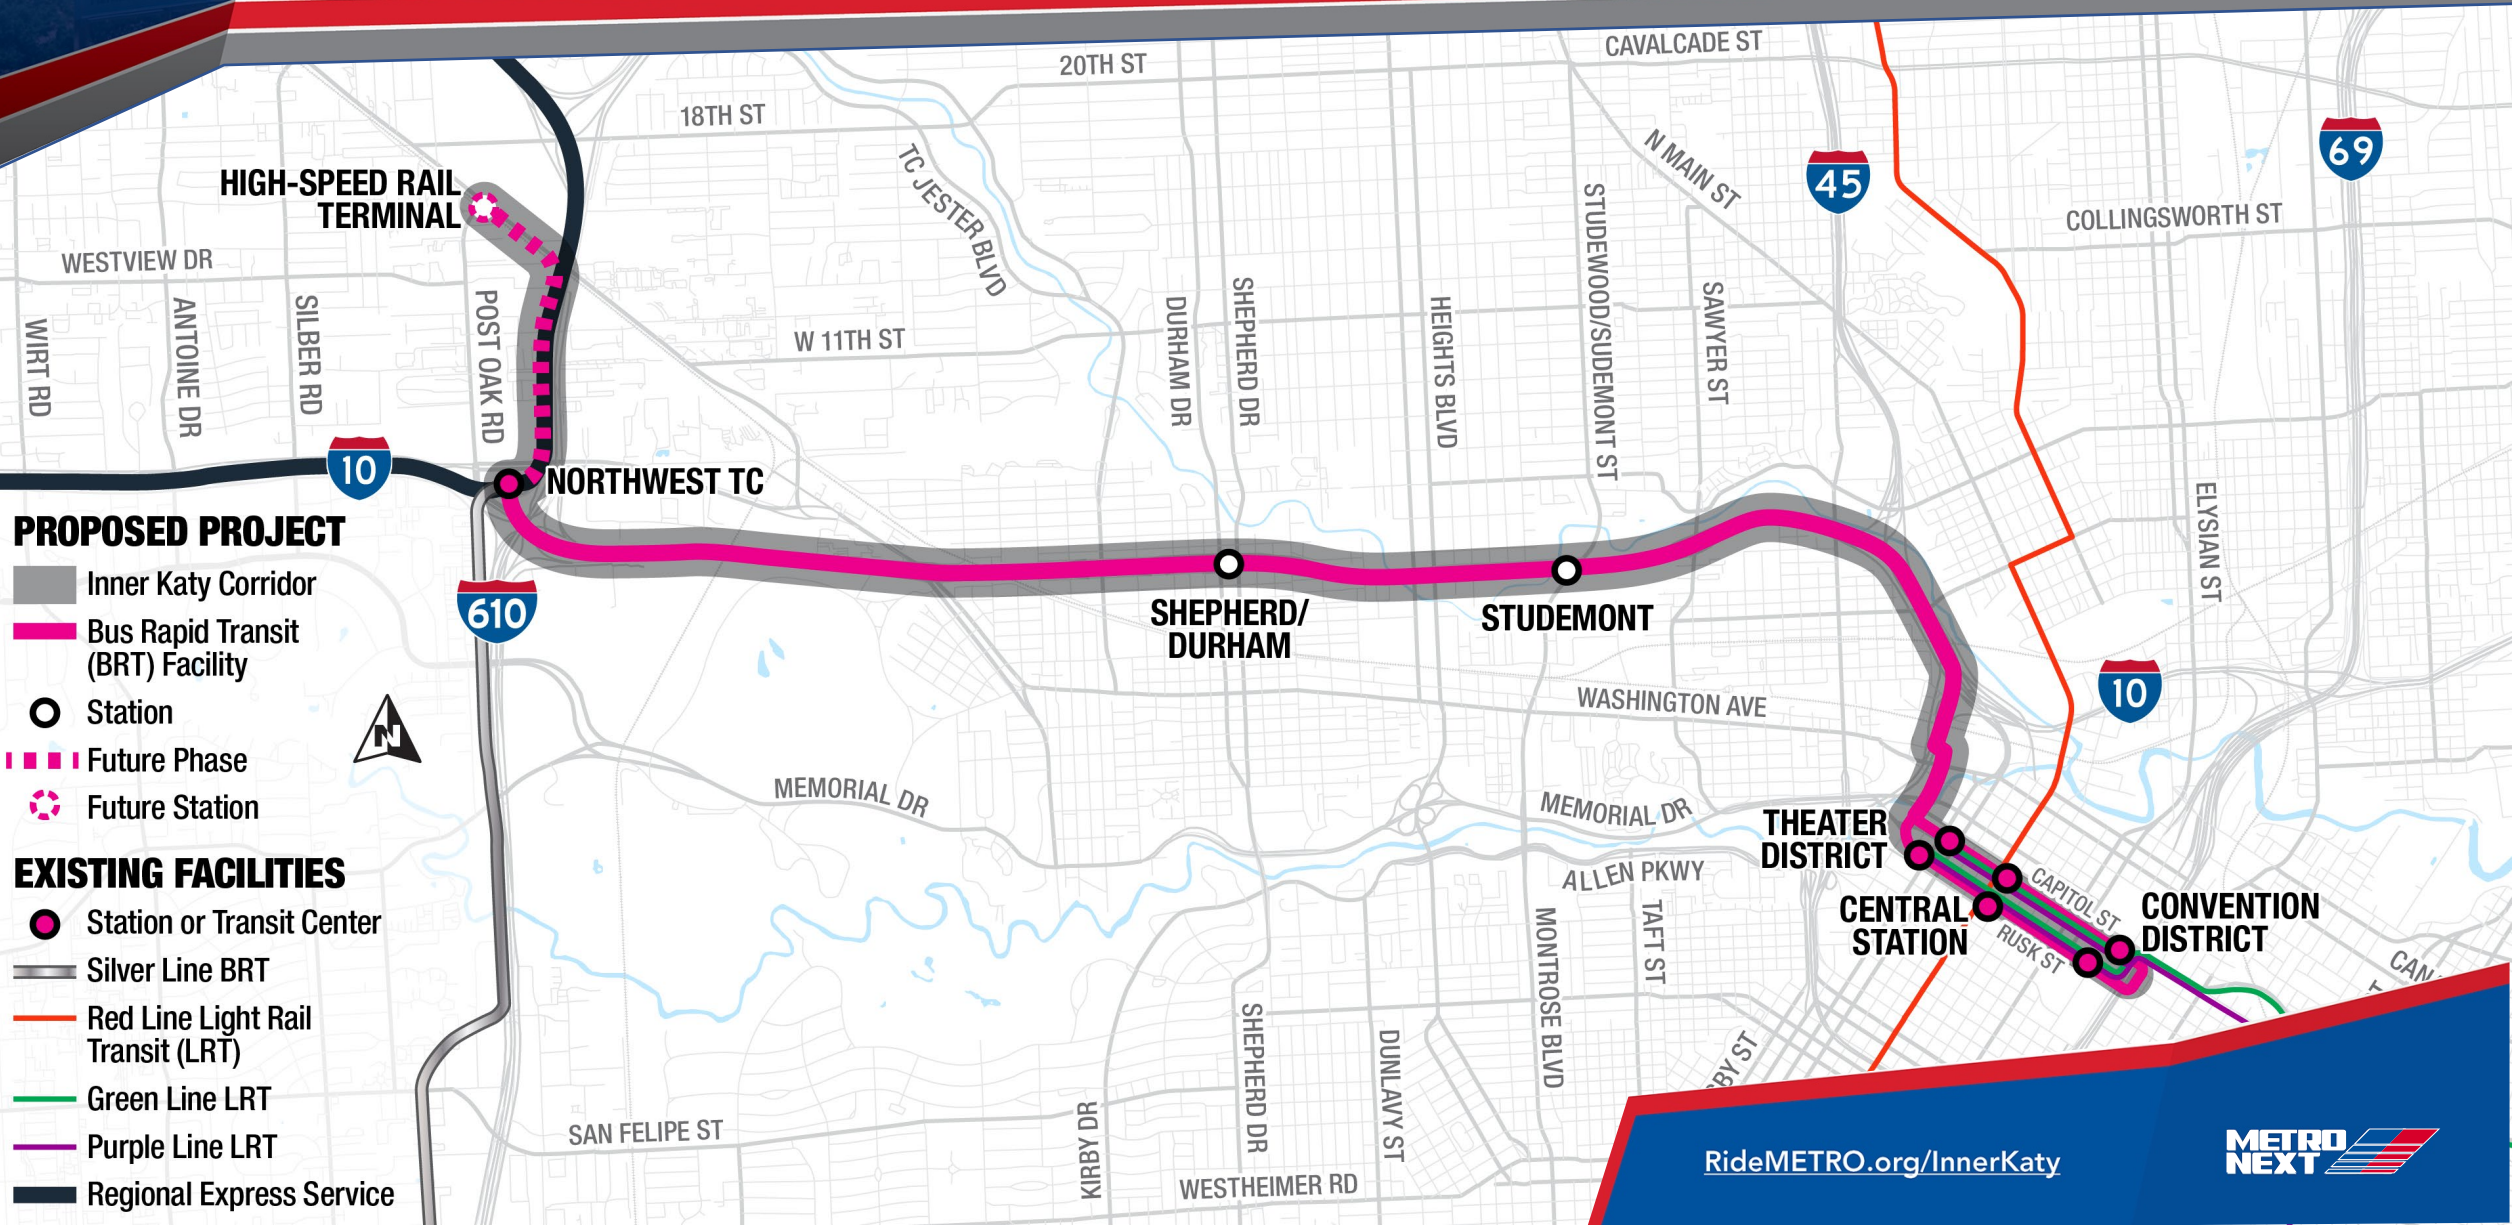 CAVALCADE ST
20TH ST
18TH ST
N MAIN ST
45
69
TC JESTER BLVD
HIGH-SPEED RAIL
TERMINAL
STUDEWOOD/SUDEMONT ST
COLLINGSWORTH ST
WESTVIEW DR
WIRT RD
ANTOINE DR
SILBER RD
POST OAK RD
W 11TH ST
DURHAM DR
SHEPHERD DR
HEIGHTS BLVD
SAWYER ST
10
NORTHWEST TC
ELYSIAN ST
610
SHEPHERD/
DURHAM
STUDEMONT
10
WASHINGTON AVE
MEMORIAL DR
MEMORIAL DR
ALLEN PKWY
THEATER
DISTRICT
CENTRAL
STATION
CAPITOL ST
RUSK ST
CONVENTION
DISTRICT
MONTROSE BLVD
TAFT ST
SHEPHERD DR
DUNLAVY ST
KIRBY DR
SAN FELIPE ST
WESTHEIMER RD
PROPOSED PROJECT
Inner Katy Corridor
Bus Rapid Transit
(BRT) Facility
Station
Future Phase
Future Station
N
EXISTING FACILITIES
Station or Transit Center
Silver Line BRT
Red Line Light Rail
Transit (LRT)
Green Line LRT
Purple Line LRT
Regional Express Service
RideMETRO.org/InnerKaty
METRO
NEXT